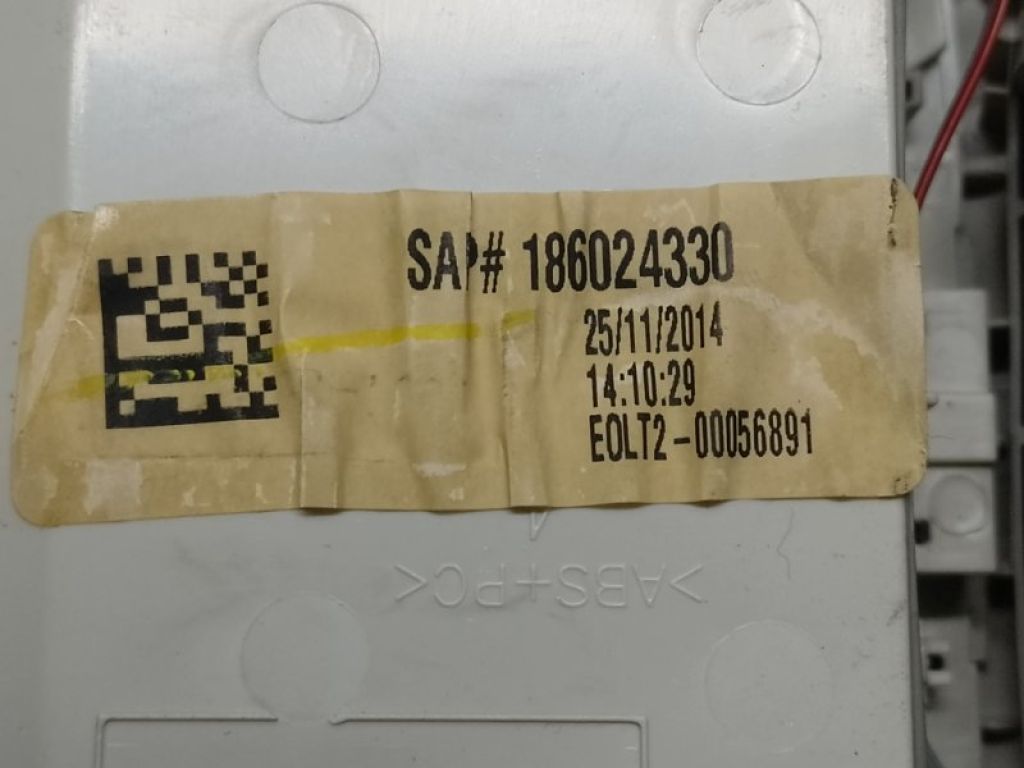 SAP# 186024330
25/11/2014
14:10:29
EOLT2-00056891
>ABS+PC<